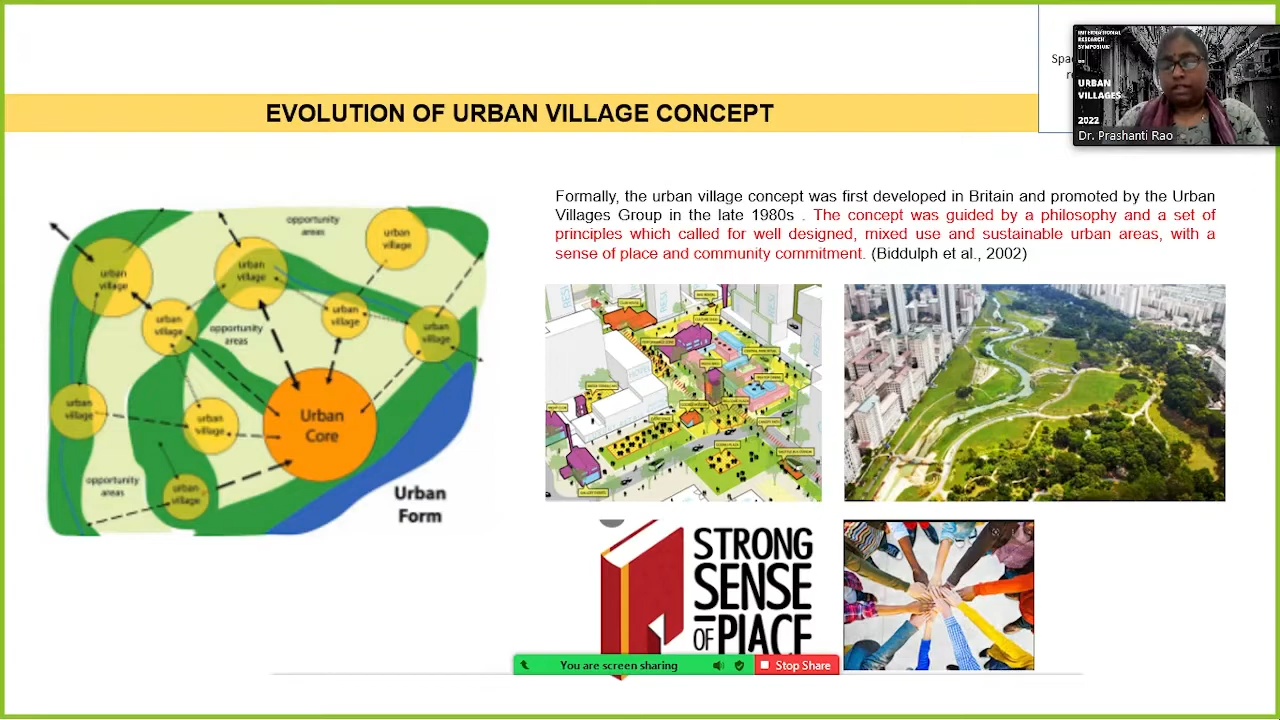 EVOLUTION OF URBAN VILLAGE CONCEPT
INTERNATIONAL
RESEARCH
SYMPOSIUM
URBAN
VILLAGES
2022
Dr. Prashanti Rao
Formally, the urban village concept was first developed in Britain and promoted by the Urban
Villages Group in the late 1980s . The concept was guided by a philosophy and a set of
principles which called for well designed, mixed use and sustainable urban areas, with a
sense of place and community commitment. (Biddulph et al., 2002)
opportunity
areas
urban
village
urban
village
urban
village
urban
village
urban
village
urban
village
opportunity
areas
urban
village
urban
village
Urban
Core
opportunity
areas
urban
village
Urban
Form
STRONG
SENSE
OF PLACE
You are screen sharing
Stop Share